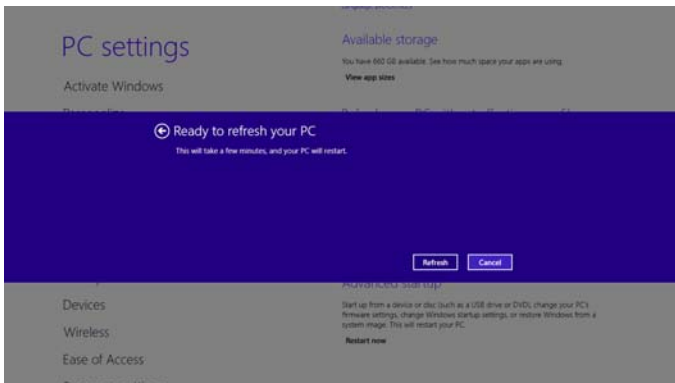 PC settings
Activate Windows
Available storage
You have 660 GB available. See how much space your apps are using.
View app sizes
Ready to refresh your PC
This will take a few minutes, and your PC will restart.
Refresh
Cancel
Devices
Wireless
Ease of Access
Advanced startup
Start up from a device or disc (such as a USB drive or DVD), change your PC's
firmware settings, change Windows startup settings, or restore Windows from a
system image. This will restart your PC.
Restart now